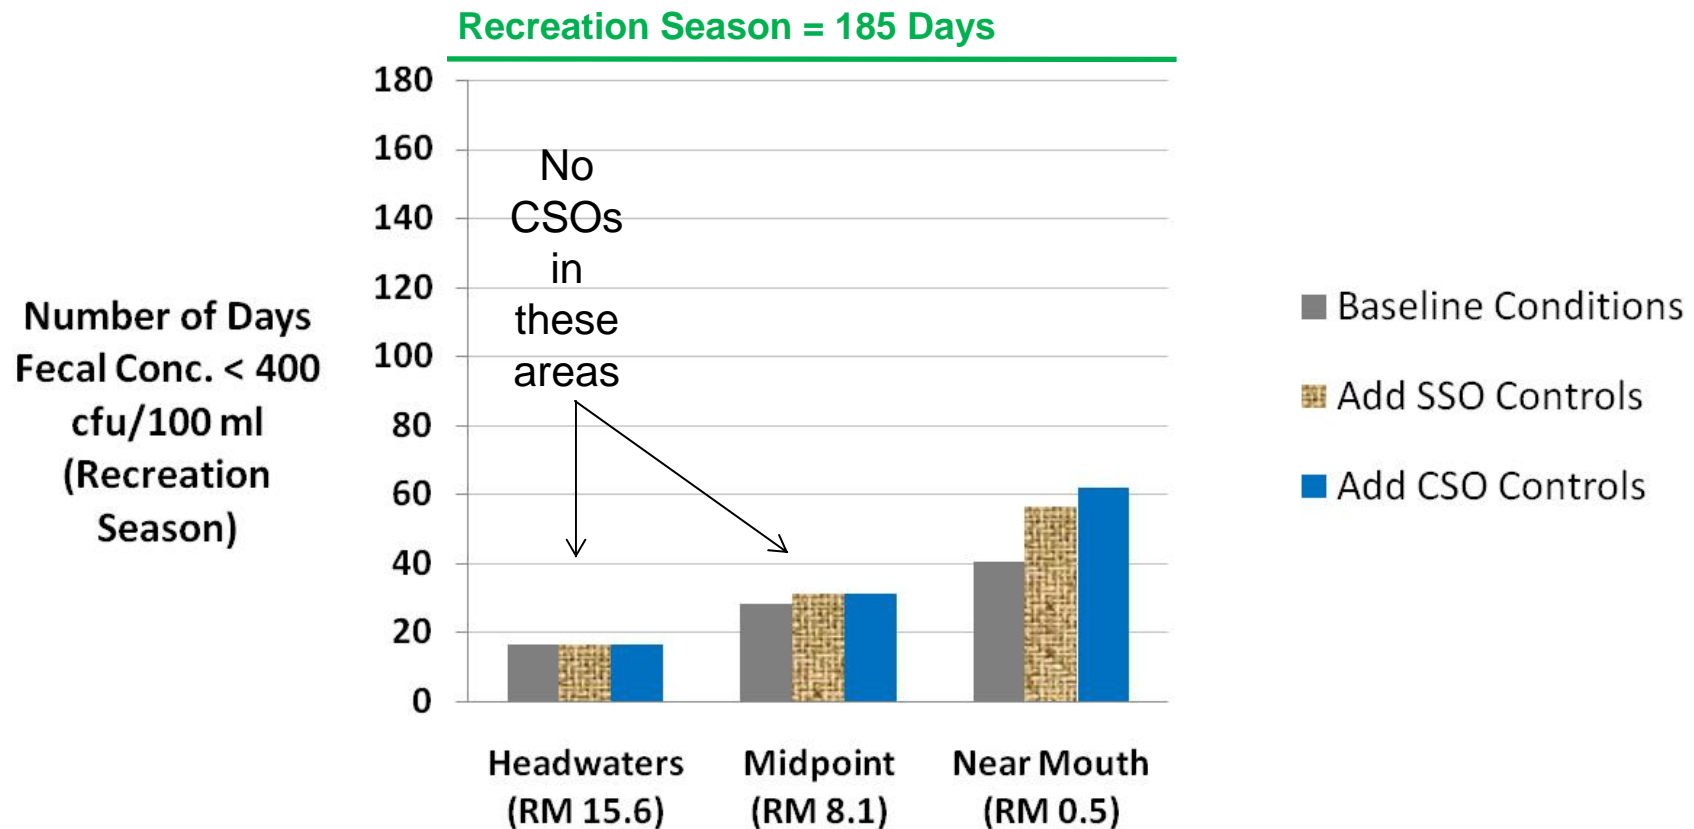 Recreation Season = 185 Days
180
160
140
120
100
80
60
40
20
0
No
CSOs
in
these
areas
Number of Days
Fecal Conc. < 400
cfu/100 ml
(Recreation
Season)
Baseline Conditions
Add SSO Controls
Add CSO Controls
Headwaters
(RM 15.6)
Midpoint
(RM 8.1)
Near Mouth
(RM 0.5)